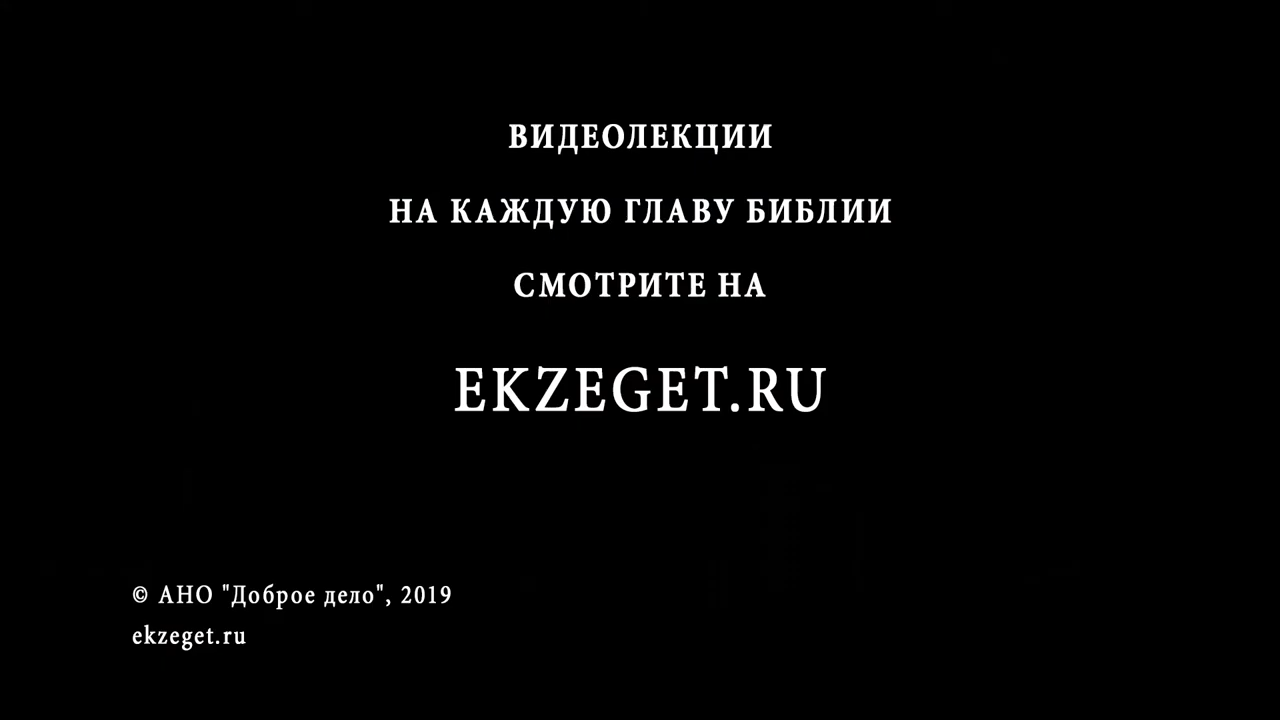 ВИДЕОЛЕКЦИИ
НА КАЖДУЮ ГЛАВУ БИБЛИИ
СМОТРИТЕ НА
EKZEGET.RU
© АНО "Доброе дело", 2019
ekzeget.ru